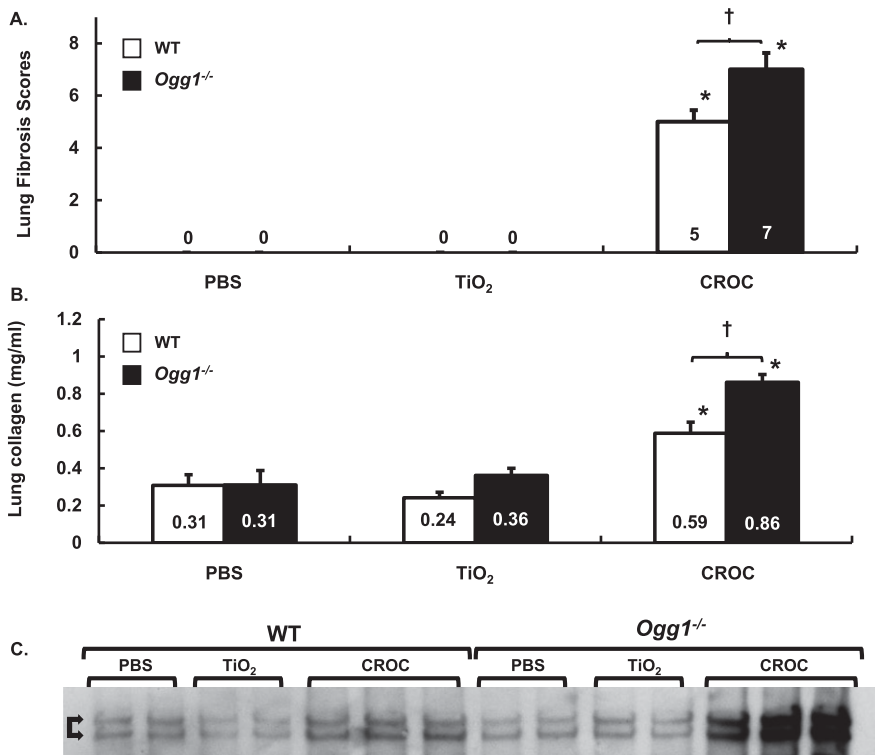 A.
Lung Fibrosis Scores
8
6
4
2
0
WT
Ogg1-/-
†
*
*
0 0 0 0 5 7
PBS TiO2 CROC
B.
Lung collagen (mg/ml)
1.2
1
0.8
0.6
0.4
0.2
0
WT
Ogg1-/-
†
*
*
0.31 0.31 0.24 0.36 0.59 0.86
PBS TiO2 CROC
C.
WT Ogg1-/-
PBS TiO2 CROC PBS TiO2 CROC